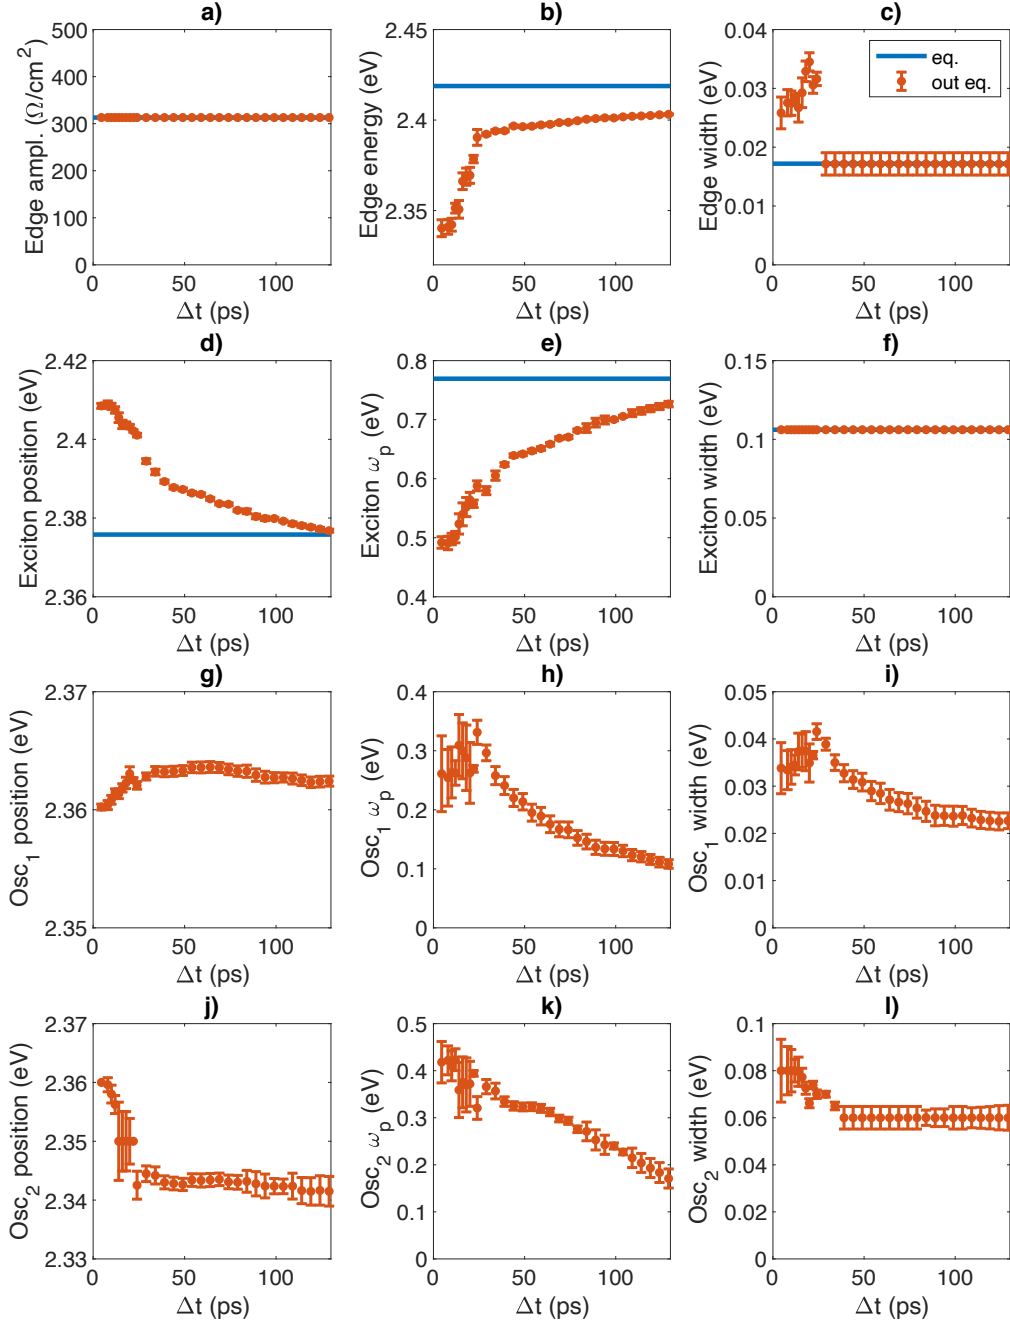 a)
500
400
300
200
100
0
Edge ampl. (Ω/cm²)
0 50 100
Δt (ps)
b)
2.45
2.4
2.35
Edge energy (eV)
0 50 100
Δt (ps)
c)
0.04
0.03
0.02
0.01
0
Edge width (eV)
eq.
out eq.
0 50 100
Δt (ps)
d)
2.42
2.4
2.38
2.36
Exciton position (eV)
0 50 100
Δt (ps)
e)
0.8
0.7
0.6
0.5
0.4
Exciton ωₚ (eV)
0 50 100
Δt (ps)
f)
0.15
0.1
0.05
0
Exciton width (eV)
0 50 100
Δt (ps)
g)
2.37
2.36
2.35
Osc₁ position (eV)
0 50 100
Δt (ps)
h)
0.4
0.3
0.2
0.1
0
Osc₁ ωₚ (eV)
0 50 100
Δt (ps)
i)
0.05
0.04
0.03
0.02
0.01
0
Osc₁ width (eV)
0 50 100
Δt (ps)
j)
2.37
2.36
2.35
2.34
2.33
Osc₂ position (eV)
0 50 100
Δt (ps)
k)
0.5
0.4
0.3
0.2
0.1
0
Osc₂ ωₚ (eV)
0 50 100
Δt (ps)
l)
0.1
0.08
0.06
0.04
0.02
0
Osc₂ width (eV)
0 50 100
Δt (ps)